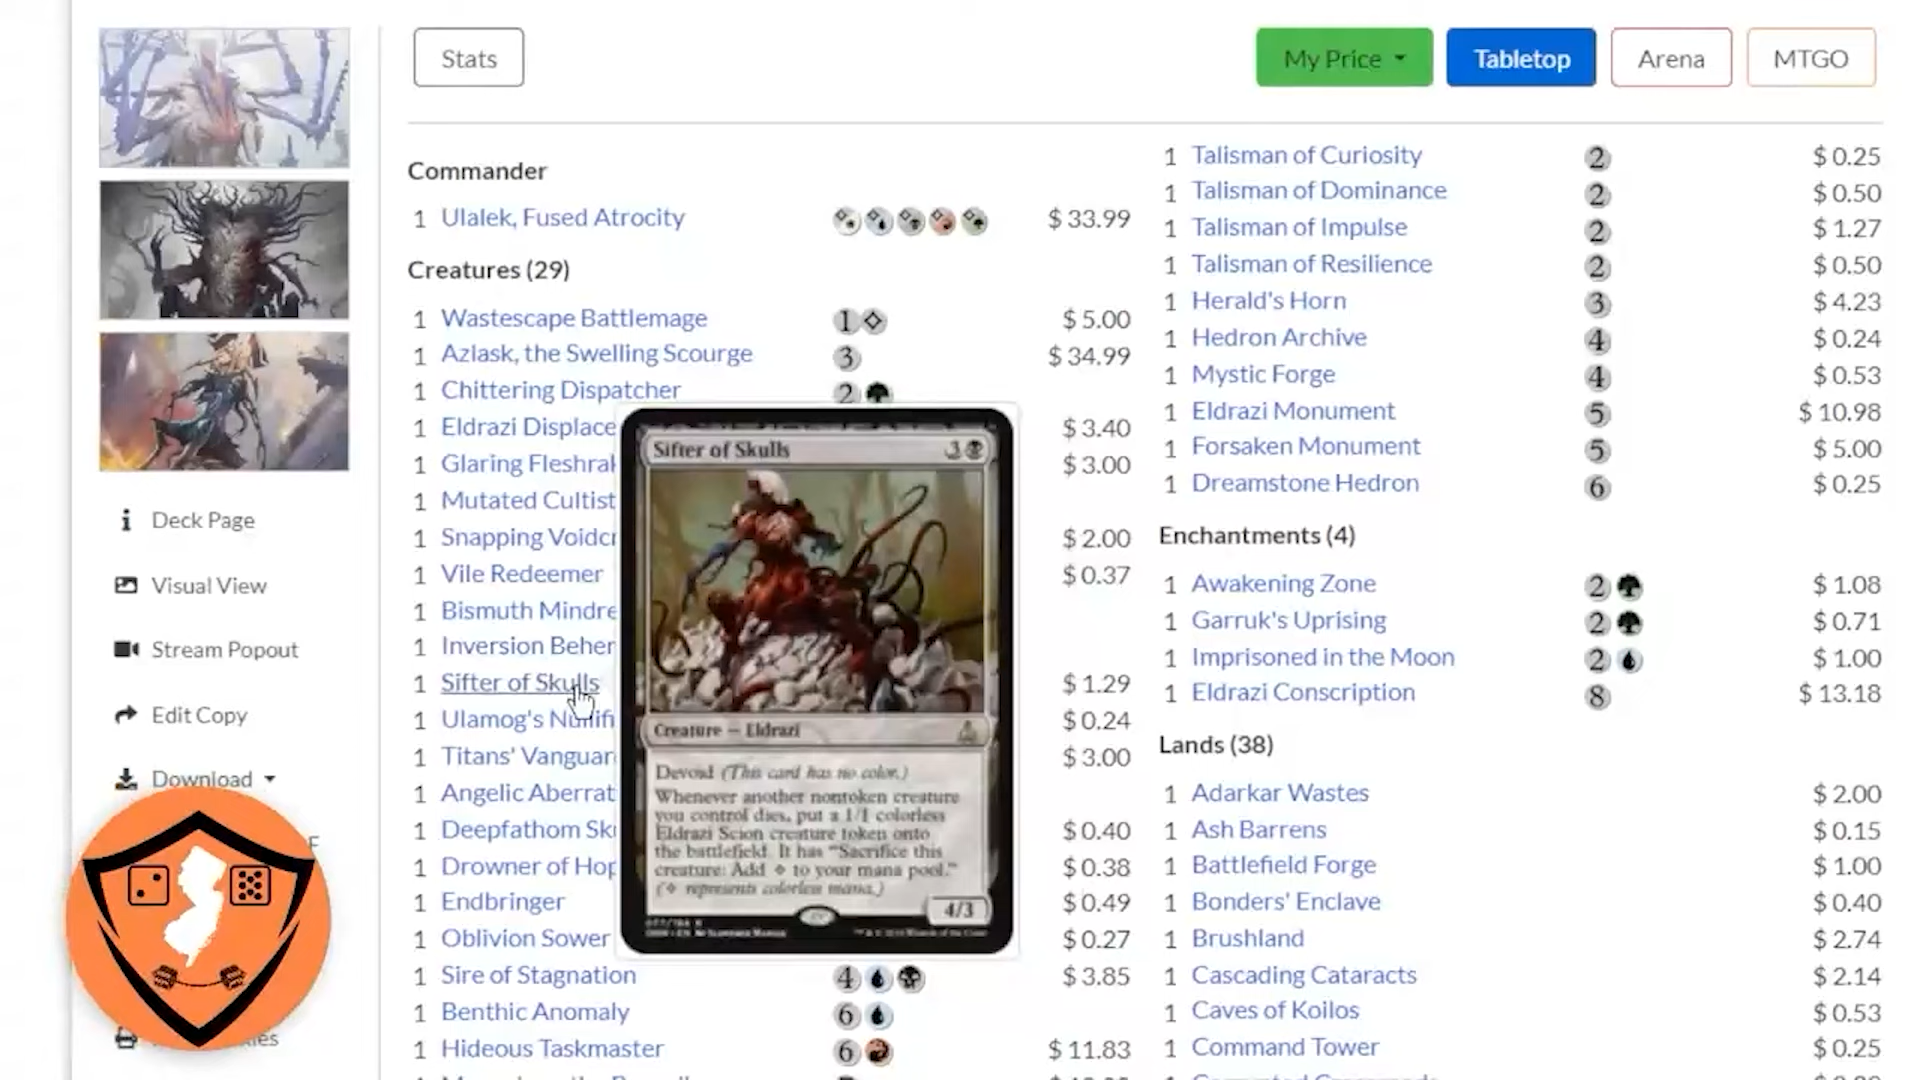 Stats
My Price
Tabletop
Arena
MTGO
Commander
1 Ulalek, Fused Atrocity $ 33.99
Creatures (29)
1 Wastescape Battlemage 1 $ 5.00
1 Azlask, the Swelling Scourge 3 $ 34.99
1 Chittering Dispatcher 2
1 Eldrazi Displace $ 3.40
1 Glaring Fleshrak $ 3.00
1 Mutated Cultist
1 Snapping Voidcr $ 2.00
1 Vile Redeemer $ 0.37
1 Bismuth Mindre
1 Inversion Beher
1 Sifter of Skulls $ 1.29
1 Ulamog's Nullifi $ 0.24
1 Titans' Vanguar $ 3.00
1 Angelic Aberrat
1 Deepfathom Sku $ 0.40
1 Drowner of Hop $ 0.38
1 Endbringer $ 0.49
1 Oblivion Sower $ 0.27
1 Sire of Stagnation 4 $ 3.85
1 Benthic Anomaly 6
1 Hideous Taskmaster 6 $ 11.83
Sifter of Skulls 3
Creature — Eldrazi
Devoid (This card has no color.)
Whenever another nontoken creature
you control dies, put a 1/1 colorless
Eldrazi Scion creature token onto
the battlefield. It has "Sacrifice this
creature: Add to your mana pool."
( represents colorless mana.)
4/3
1 Talisman of Curiosity 2 $ 0.25
1 Talisman of Dominance 2 $ 0.50
1 Talisman of Impulse 2 $ 1.27
1 Talisman of Resilience 2 $ 0.50
1 Herald's Horn 3 $ 4.23
1 Hedron Archive 4 $ 0.24
1 Mystic Forge 4 $ 0.53
1 Eldrazi Monument 5 $ 10.98
1 Forsaken Monument 5 $ 5.00
1 Dreamstone Hedron 6 $ 0.25
Enchantments (4)
1 Awakening Zone 2 $ 1.08
1 Garruk's Uprising 2 $ 0.71
1 Imprisoned in the Moon 2 $ 1.00
1 Eldrazi Conscription 8 $ 13.18
Lands (38)
1 Adarkar Wastes $ 2.00
1 Ash Barrens $ 0.15
1 Battlefield Forge $ 1.00
1 Bonders' Enclave $ 0.40
1 Brushland $ 2.74
1 Cascading Cataracts $ 2.14
1 Caves of Koilos $ 0.53
1 Command Tower $ 0.25
Deck Page
Visual View
Stream Popout
Edit Copy
Download